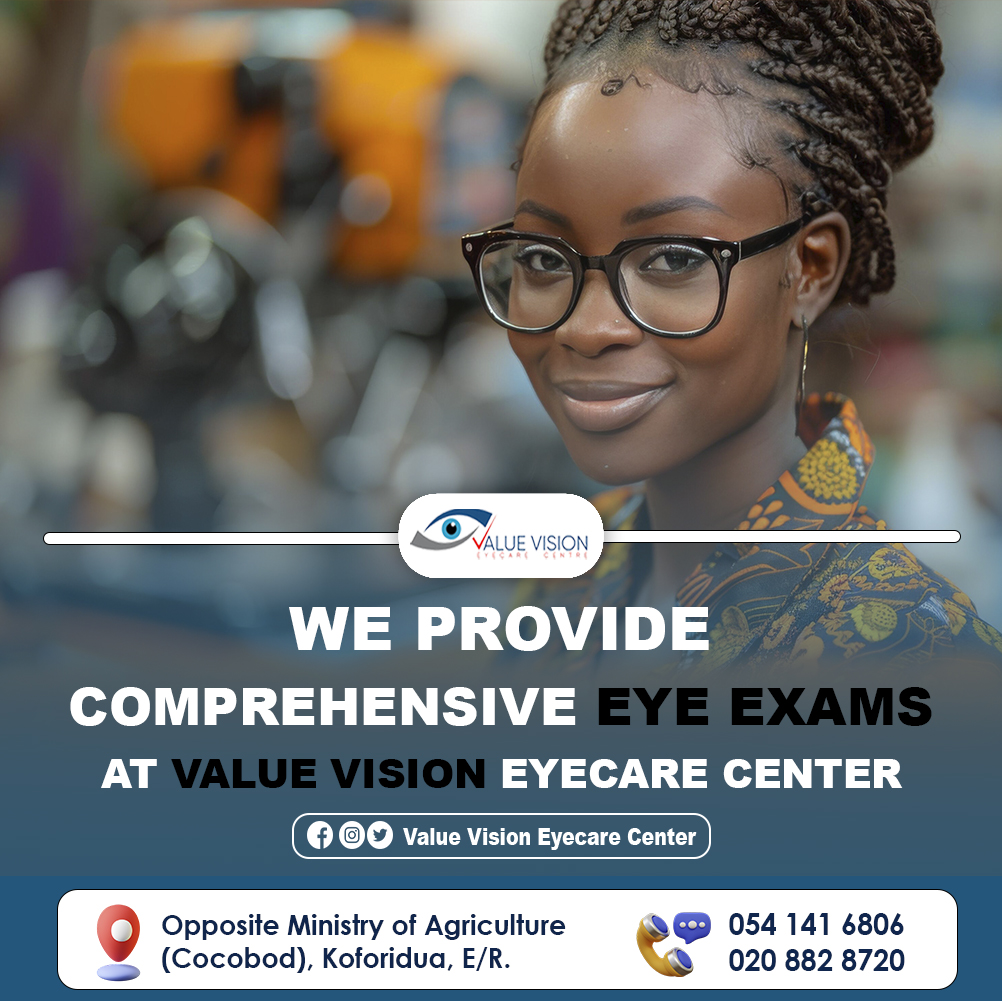 VALUE VISION
EYECARE CENTRE
WE PROVIDE
COMPREHENSIVE EYE EXAMS
AT VALUE VISION EYECARE CENTER
Value Vision Eyecare Center
Opposite Ministry of Agriculture
(Cocobod), Koforidua, E/R.
054 141 6806
020 882 8720